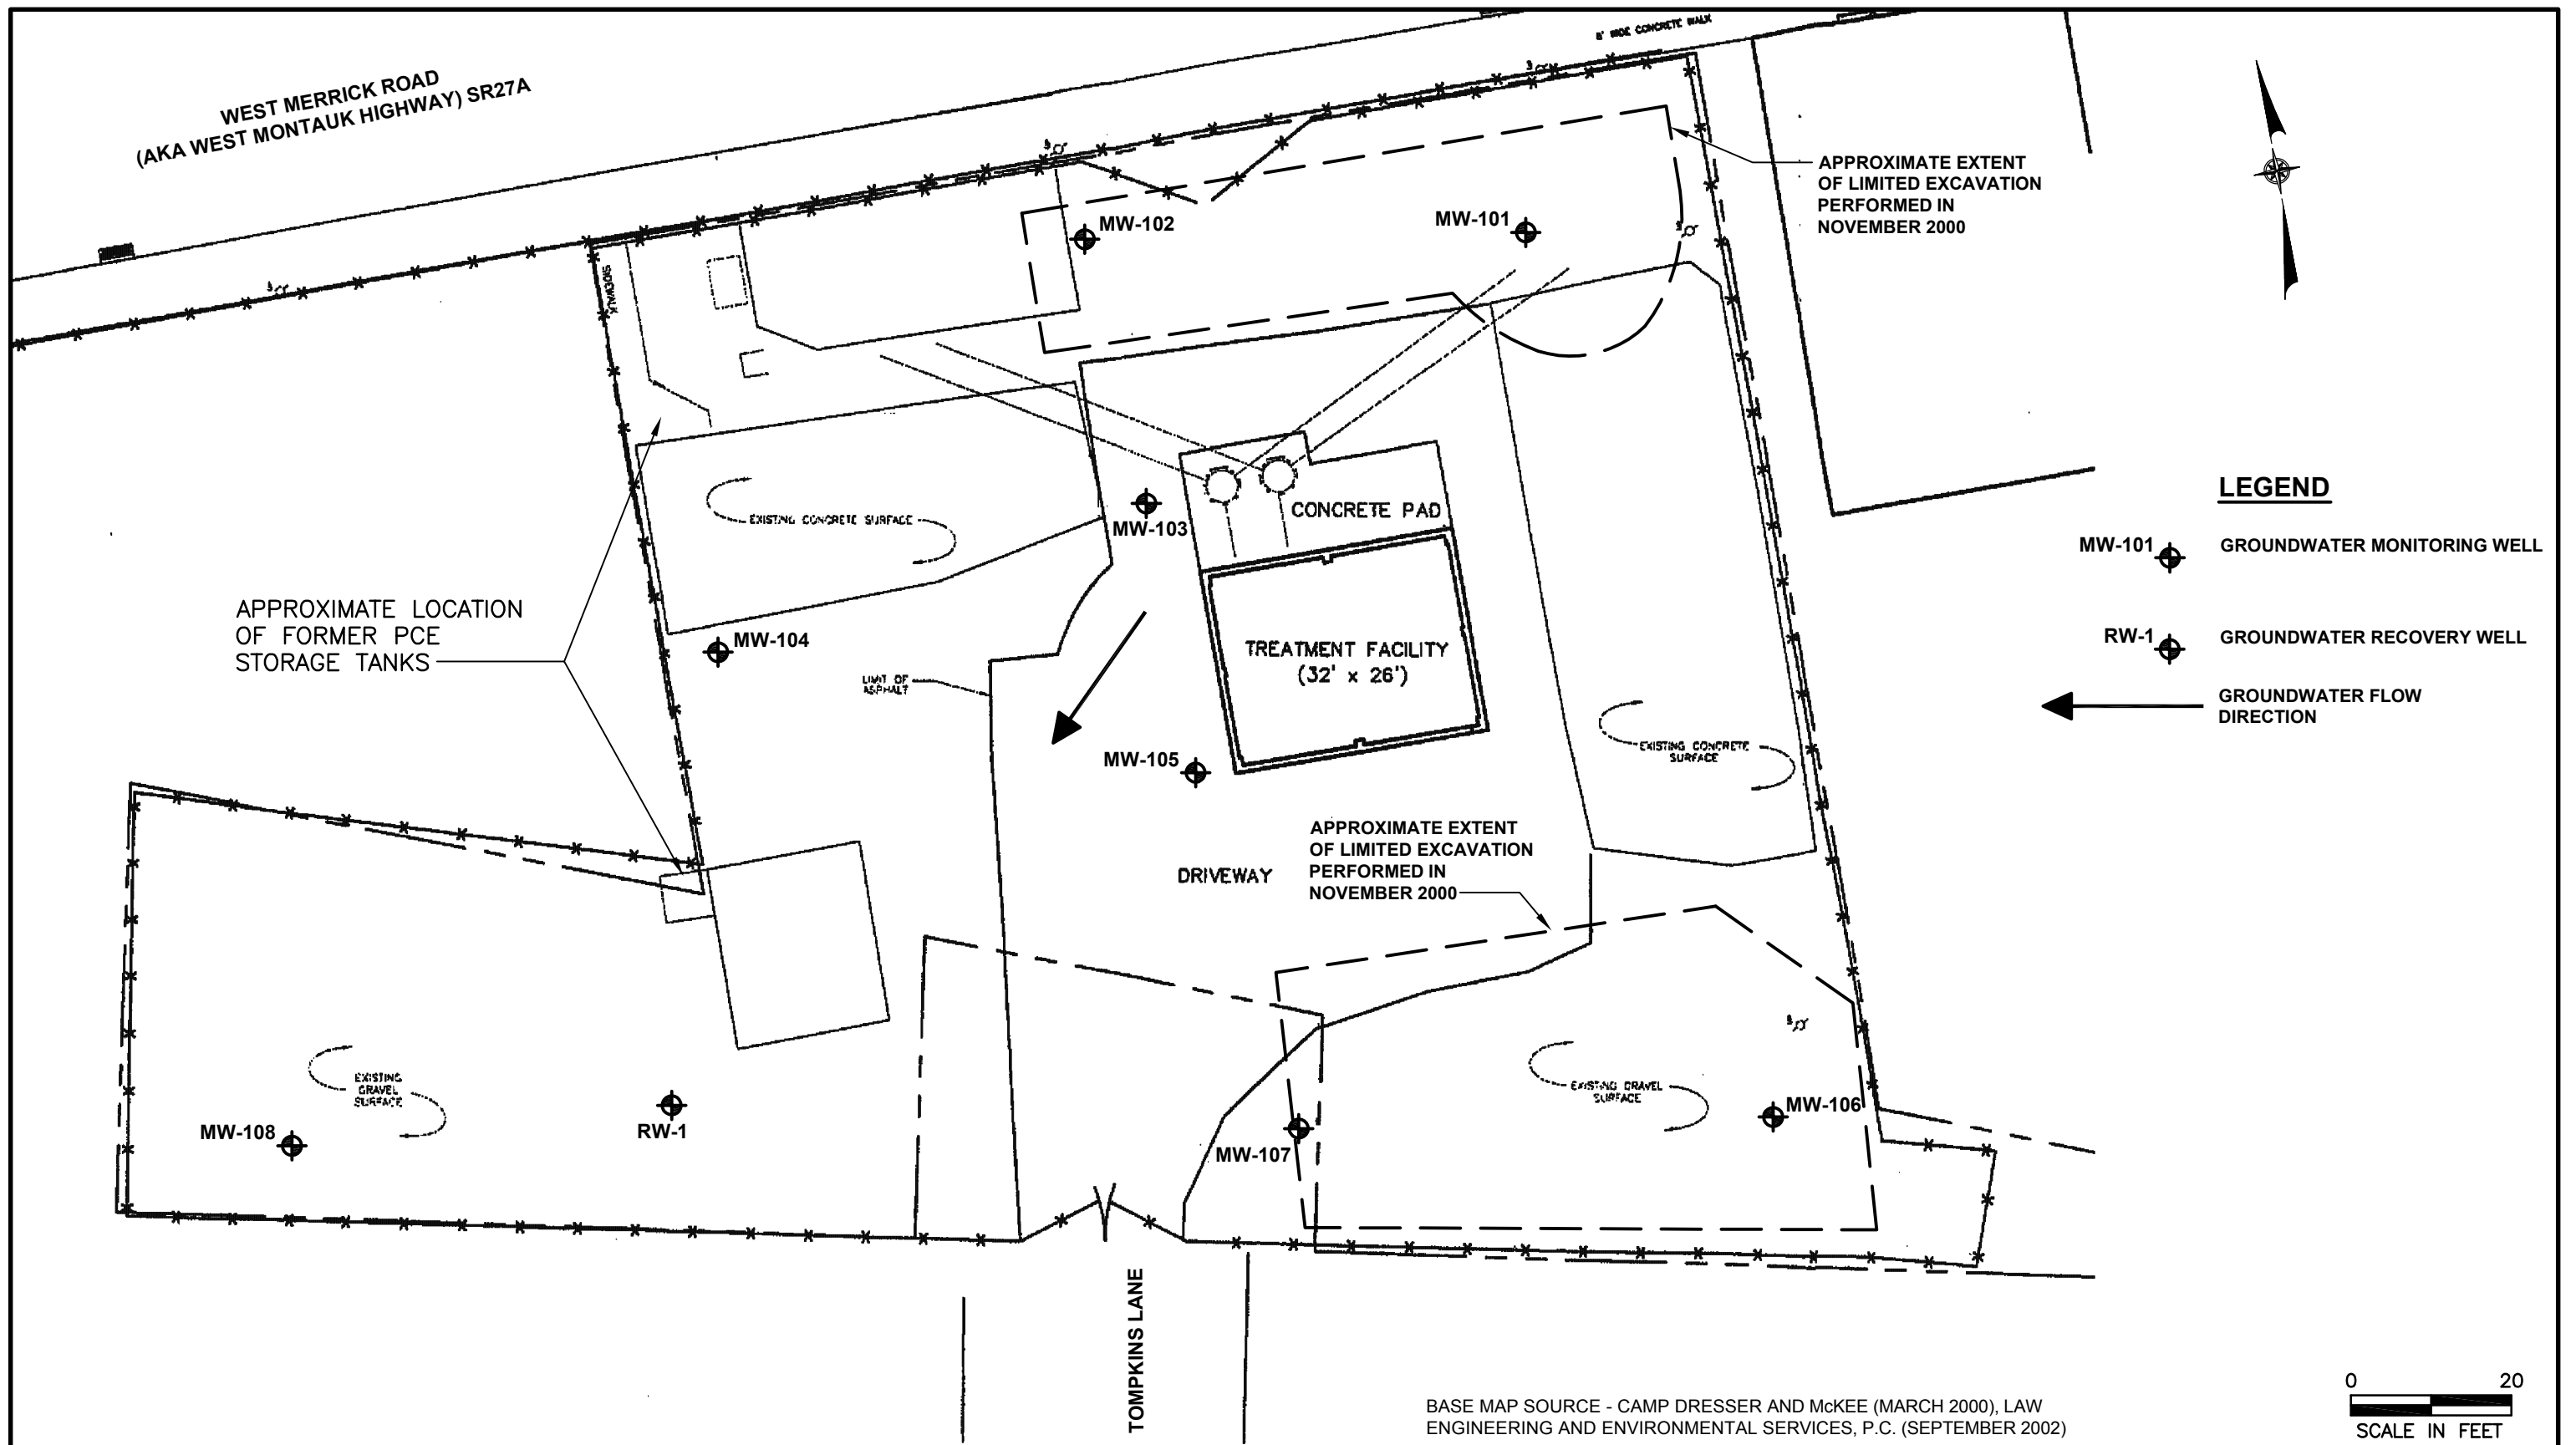 8' WIDE CONCRETE WALK
WEST MERRICK ROAD
(AKA WEST MONTAUK HIGHWAY) SR27A
APPROXIMATE EXTENT
OF LIMITED EXCAVATION
PERFORMED IN
NOVEMBER 2000
MW-102
MW-101
SIDEWALK
LEGEND
MW-101
GROUNDWATER MONITORING WELL
RW-1
GROUNDWATER RECOVERY WELL
GROUNDWATER FLOW
DIRECTION
EXISTING CONCRETE SURFACE
MW-103
CONCRETE PAD
APPROXIMATE LOCATION
OF FORMER PCE
STORAGE TANKS
MW-104
TREATMENT FACILITY
(32' x 26')
LIMIT OF
ASPHALT
MW-105
EXISTING CONCRETE
SURFACE
APPROXIMATE EXTENT
OF LIMITED EXCAVATION
PERFORMED IN
NOVEMBER 2000
DRIVEWAY
EXISTING
GRAVEL
SURFACE
MW-108
RW-1
MW-107
EXISTING GRAVEL
SURFACE
MW-106
TOMPKINS LANE
BASE MAP SOURCE - CAMP DRESSER AND McKEE (MARCH 2000), LAW
ENGINEERING AND ENVIRONMENTAL SERVICES, P.C. (SEPTEMBER 2002)
0 20
SCALE IN FEET